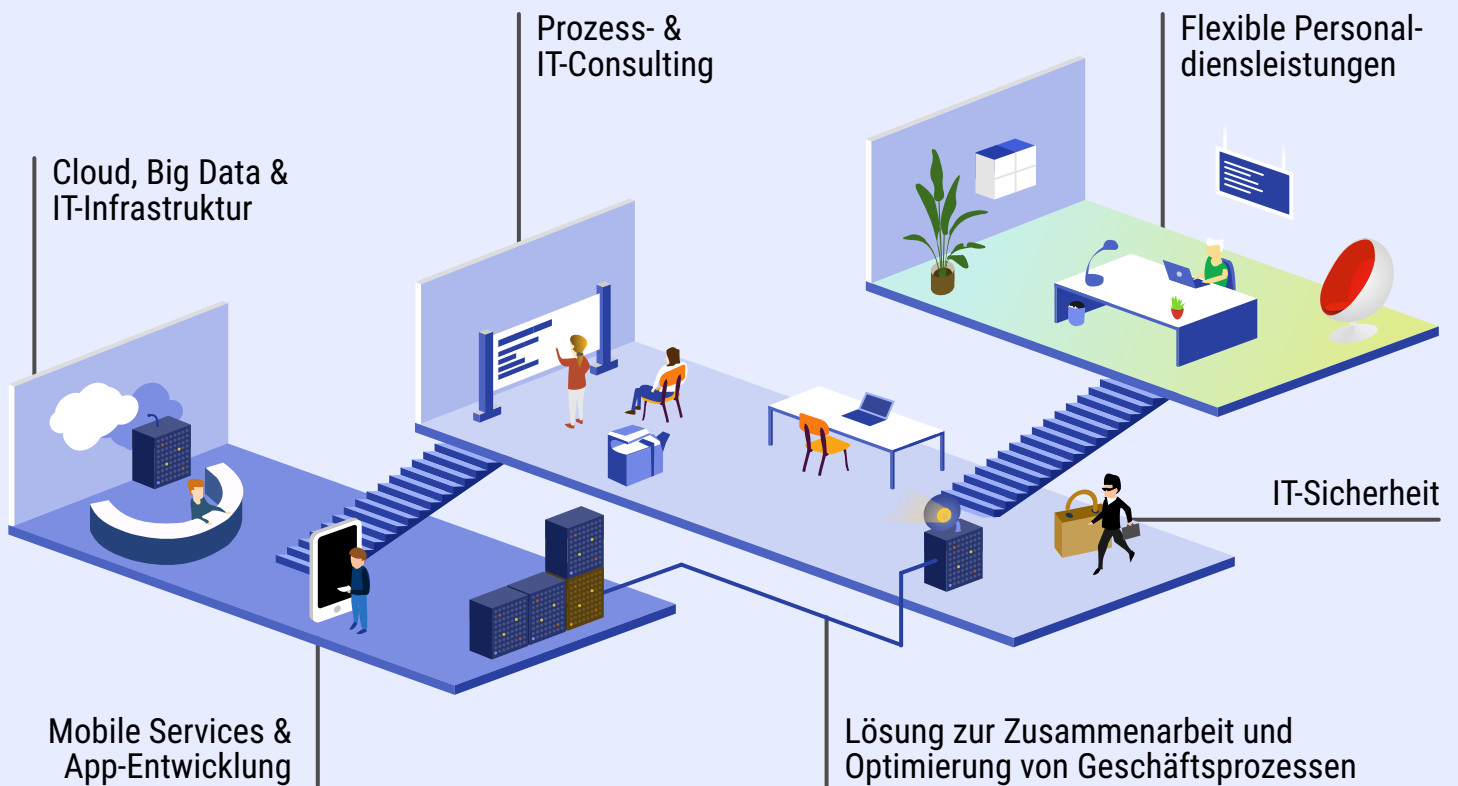 Prozess- &
IT-Consulting
Flexible Personal-
diensleistungen
Cloud, Big Data &
IT-Infrastruktur
IT-Sicherheit
Mobile Services &
App-Entwicklung
Lösung zur Zusammenarbeit und
Optimierung von Geschäftsprozessen